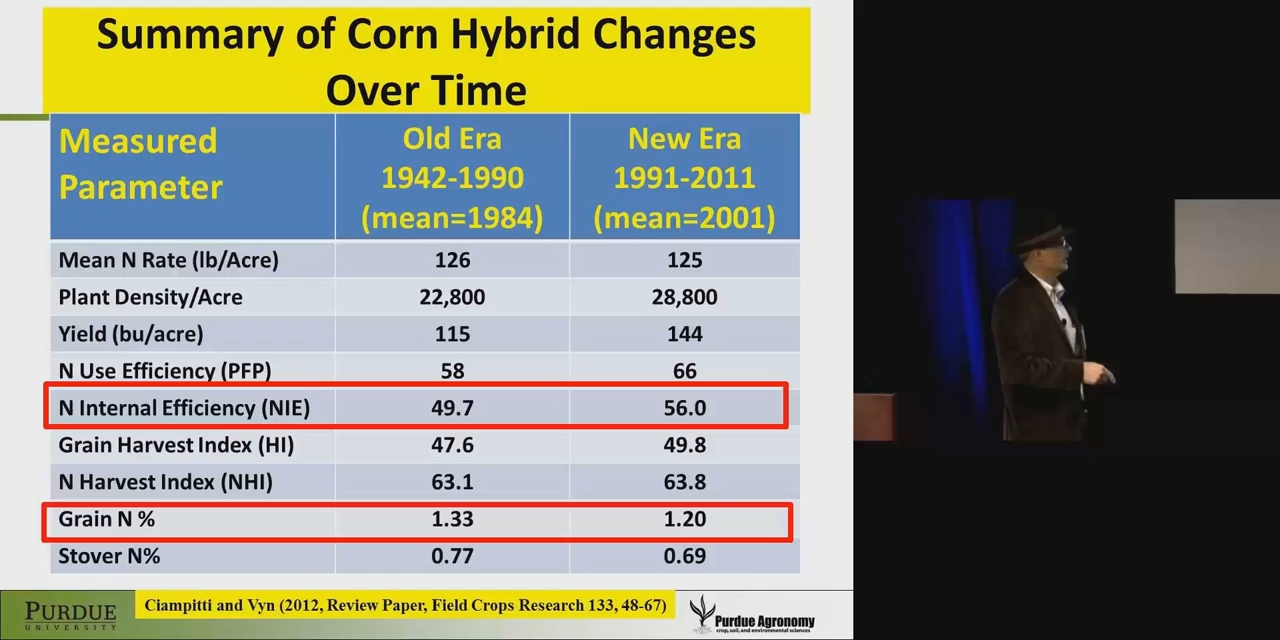 Summary of Corn Hybrid Changes
Over Time
Measured
Parameter
Old Era
1942-1990
(mean=1984)
New Era
1991-2011
(mean=2001)
Mean N Rate (lb/Acre) 126 125
Plant Density/Acre 22,800 28,800
Yield (bu/acre) 115 144
N Use Efficiency (PFP) 58 66
N Internal Efficiency (NIE) 49.7 56.0
Grain Harvest Index (HI) 47.6 49.8
N Harvest Index (NHI) 63.1 63.8
Grain N % 1.33 1.20
Stover N% 0.77 0.69
PURDUE
UNIVERSITY
Ciampitti and Vyn (2012, Review Paper, Field Crops Research 133, 48-67)
Purdue Agronomy
crop, soil, and environmental sciences